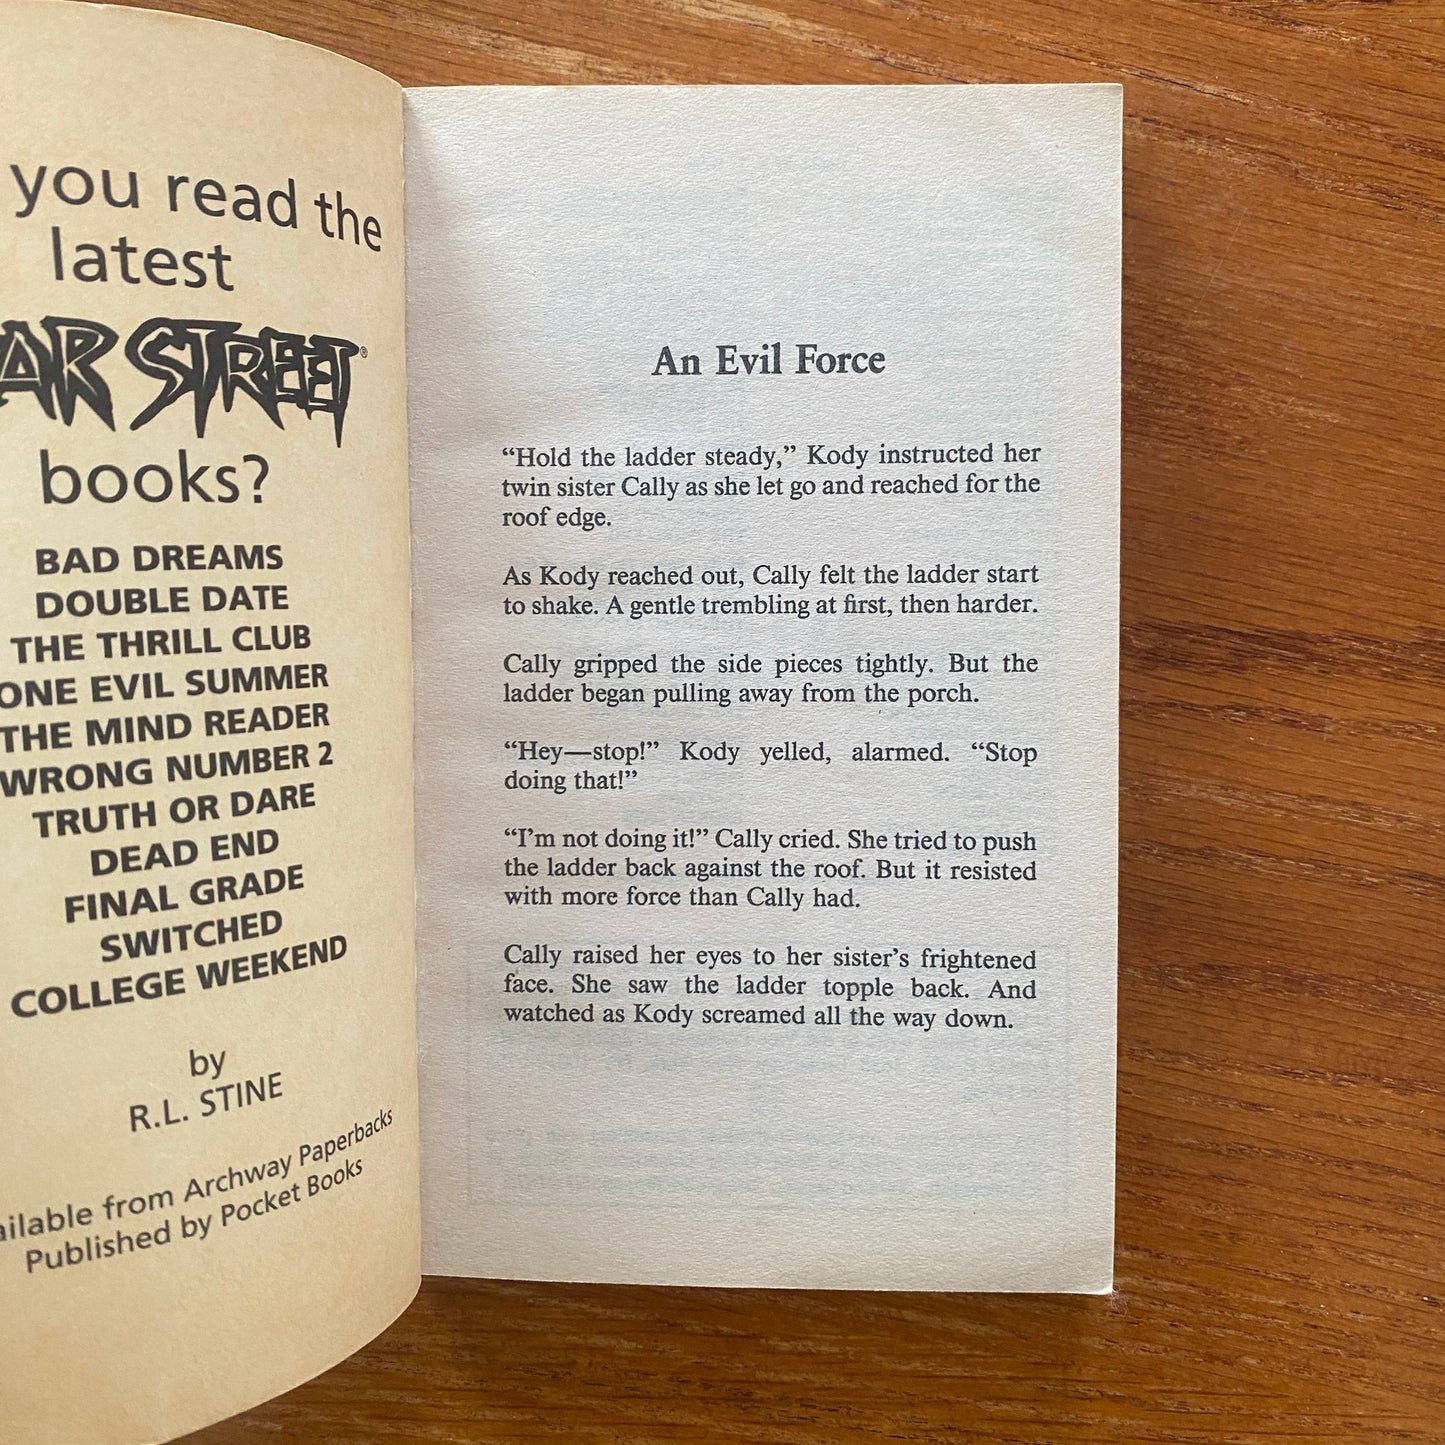 you read the
latest
AR STREET®
books?
BAD DREAMS
DOUBLE DATE
THE THRILL CLUB
ONE EVIL SUMMER
THE MIND READER
WRONG NUMBER 2
TRUTH OR DARE
DEAD END
FINAL GRADE
SWITCHED
COLLEGE WEEKEND
by
R.L. STINE
ailable from Archway Paperbacks
Published by Pocket Books
An Evil Force
“Hold the ladder steady,” Kody instructed her
twin sister Cally as she let go and reached for the
roof edge.
As Kody reached out, Cally felt the ladder start
to shake. A gentle trembling at first, then harder.
Cally gripped the side pieces tightly. But the
ladder began pulling away from the porch.
“Hey—stop!” Kody yelled, alarmed. “Stop
doing that!”
“I’m not doing it!” Cally cried. She tried to push
the ladder back against the roof. But it resisted
with more force than Cally had.
Cally raised her eyes to her sister’s frightened
face. She saw the ladder topple back. And
watched as Kody screamed all the way down.